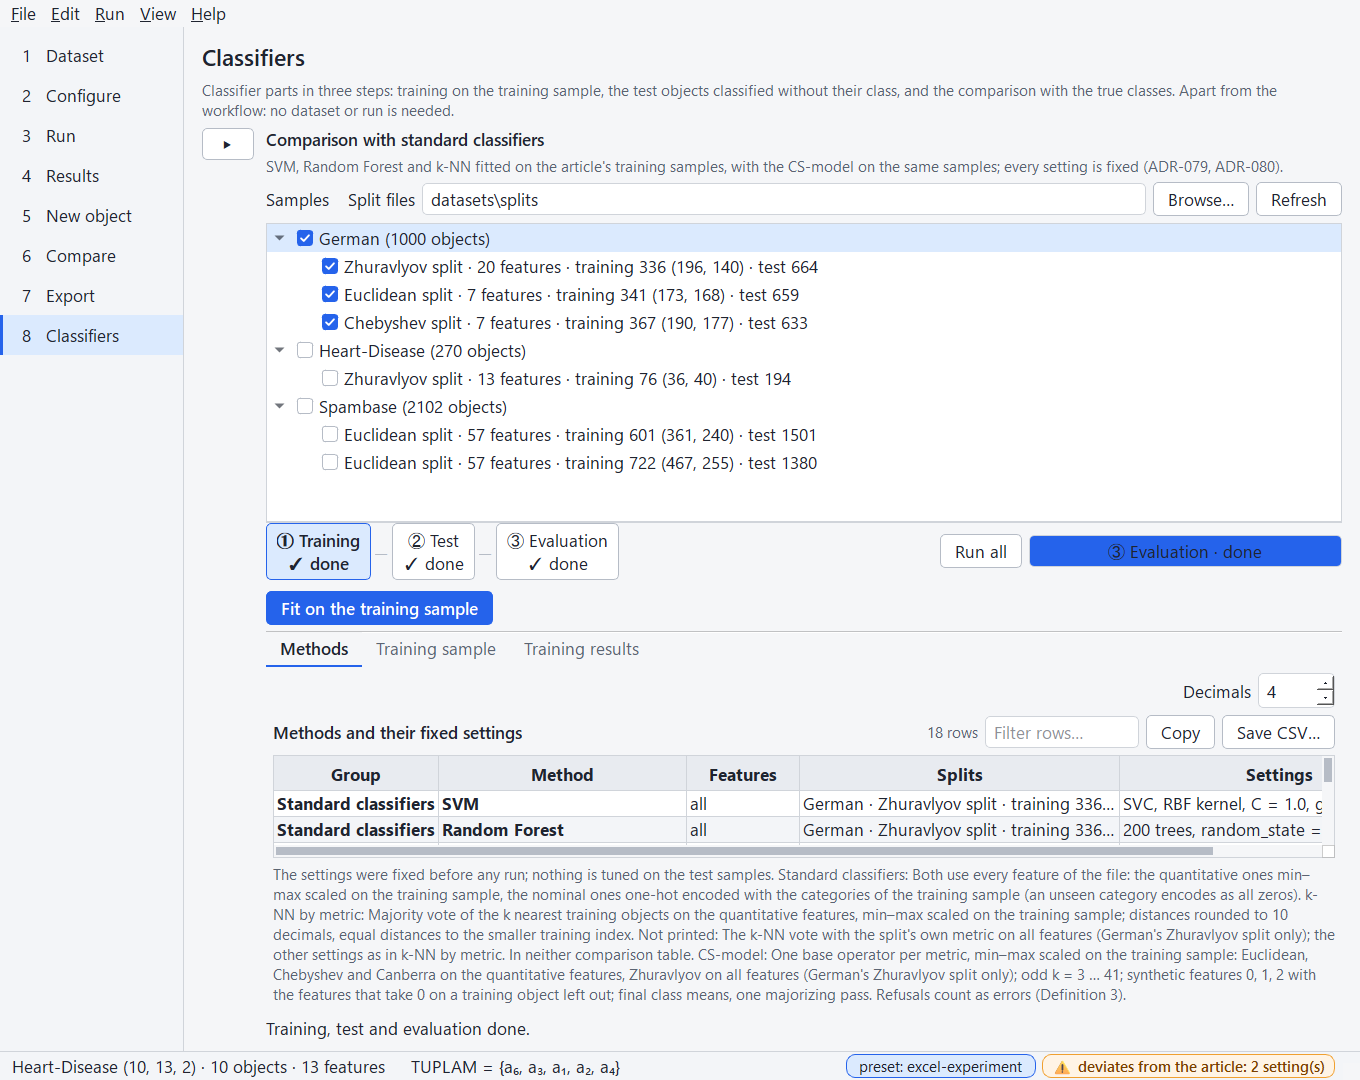 File Edit Run View Help
1 Dataset
2 Configure
3 Run
4 Results
5 New object
6 Compare
7 Export
8 Classifiers
Classifiers
Classifier parts in three steps: training on the training sample, the test objects classified without their class, and the comparison with the true classes. Apart from the
workflow: no dataset or run is needed.
Comparison with standard classifiers
SVM, Random Forest and k-NN fitted on the article's training samples, with the CS-model on the same samples; every setting is fixed (ADR-079, ADR-080).
Samples Split files datasets\splits Browse... Refresh
German (1000 objects)
Zhuravlyov split · 20 features · training 336 (196, 140) · test 664
Euclidean split · 7 features · training 341 (173, 168) · test 659
Chebyshev split · 7 features · training 367 (190, 177) · test 633
Heart-Disease (270 objects)
Zhuravlyov split · 13 features · training 76 (36, 40) · test 194
Spambase (2102 objects)
Euclidean split · 57 features · training 601 (361, 240) · test 1501
Euclidean split · 57 features · training 722 (467, 255) · test 1380
① Training ✓ done — ② Test ✓ done — ③ Evaluation ✓ done Run all ③ Evaluation · done
Fit on the training sample
Methods Training sample Training results
Decimals 4
Methods and their fixed settings 18 rows Filter rows... Copy Save CSV...
Group Method Features Splits Settings
Standard classifiers SVM all German · Zhuravlyov split · training 336... SVC, RBF kernel, C = 1.0, g
Standard classifiers Random Forest all German · Zhuravlyov split · training 336... 200 trees, random_state =
The settings were fixed before any run; nothing is tuned on the test samples. Standard classifiers: Both use every feature of the file: the quantitative ones min–
max scaled on the training sample, the nominal ones one-hot encoded with the categories of the training sample (an unseen category encodes as all zeros). k-
NN by metric: Majority vote of the k nearest training objects on the quantitative features, min–max scaled on the training sample; distances rounded to 10
decimals, equal distances to the smaller training index. Not printed: The k-NN vote with the split's own metric on all features (German's Zhuravlyov split only); the
other settings as in k-NN by metric. In neither comparison table. CS-model: One base operator per metric, min–max scaled on the training sample: Euclidean,
Chebyshev and Canberra on the quantitative features, Zhuravlyov on all features (German's Zhuravlyov split only); odd k = 3 ... 41; synthetic features 0, 1, 2 with
the features that take 0 on a training object left out; final class means, one majorizing pass. Refusals count as errors (Definition 3).
Training, test and evaluation done.
Heart-Disease (10, 13, 2) · 10 objects · 13 features TUPLAM = {a₆, a₃, a₁, a₂, a₄} preset: excel-experiment ⚠ deviates from the article: 2 setting(s)